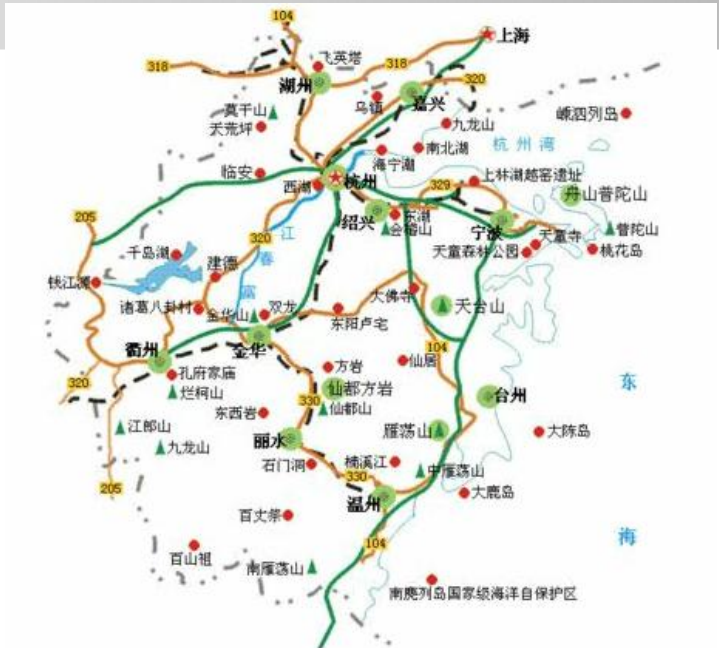 104
上海
飞英塔
318
318
320
湖州
嘉兴
乌镇
莫干山
天荒坪
九龙山
嵊泗列岛
杭州湾
南北湖
海宁潮
临安
西湖
杭州
329
上林湖越窑遗址
舟山普陀山
绍兴
东湖
会稽山
宁波
天童寺
普陀山
天童森林公园
桃花岛
205
320
江
春
富
千岛湖
建德
钱江源
诸葛八卦村
金华山
双龙
大佛寺
天台山
东阳卢宅
金华
衢州
104
仙居
方岩
孔府家庙
烂柯山
320
仙都方岩
330
仙都山
台州
东
东西岩
江郎山
九龙山
丽水
雁荡山
大陈岛
石门洞
楠溪江
中雁荡山
330
205
温州
大鹿岛
百丈漈
海
104
百山祖
南雁荡山
南麂列岛国家级海洋自保护区